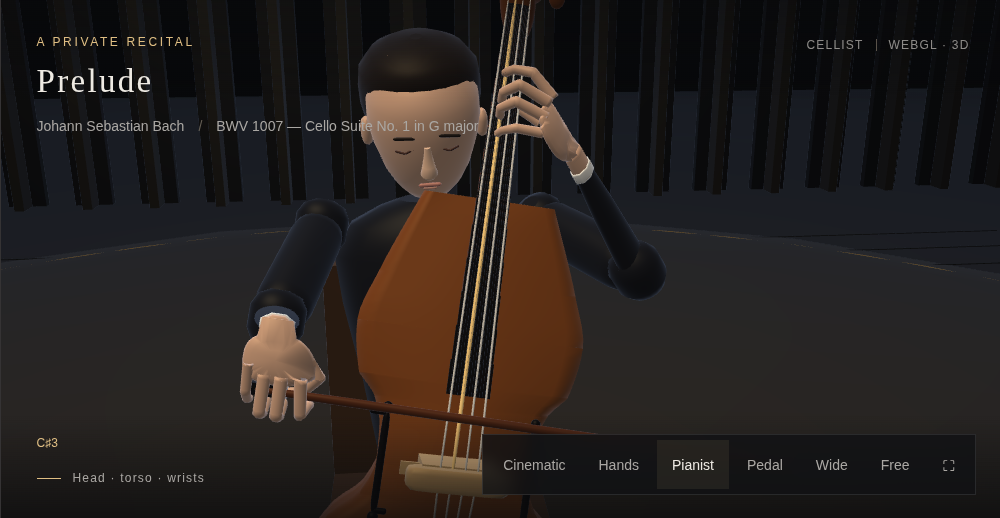 A PRIVATE RECITAL
CELLIST | WEBGL · 3D
Prelude
Johann Sebastian Bach / BWV 1007 — Cello Suite No. 1 in G major
C♯3
Head · torso · wrists
Cinematic Hands Pianist Pedal Wide Free